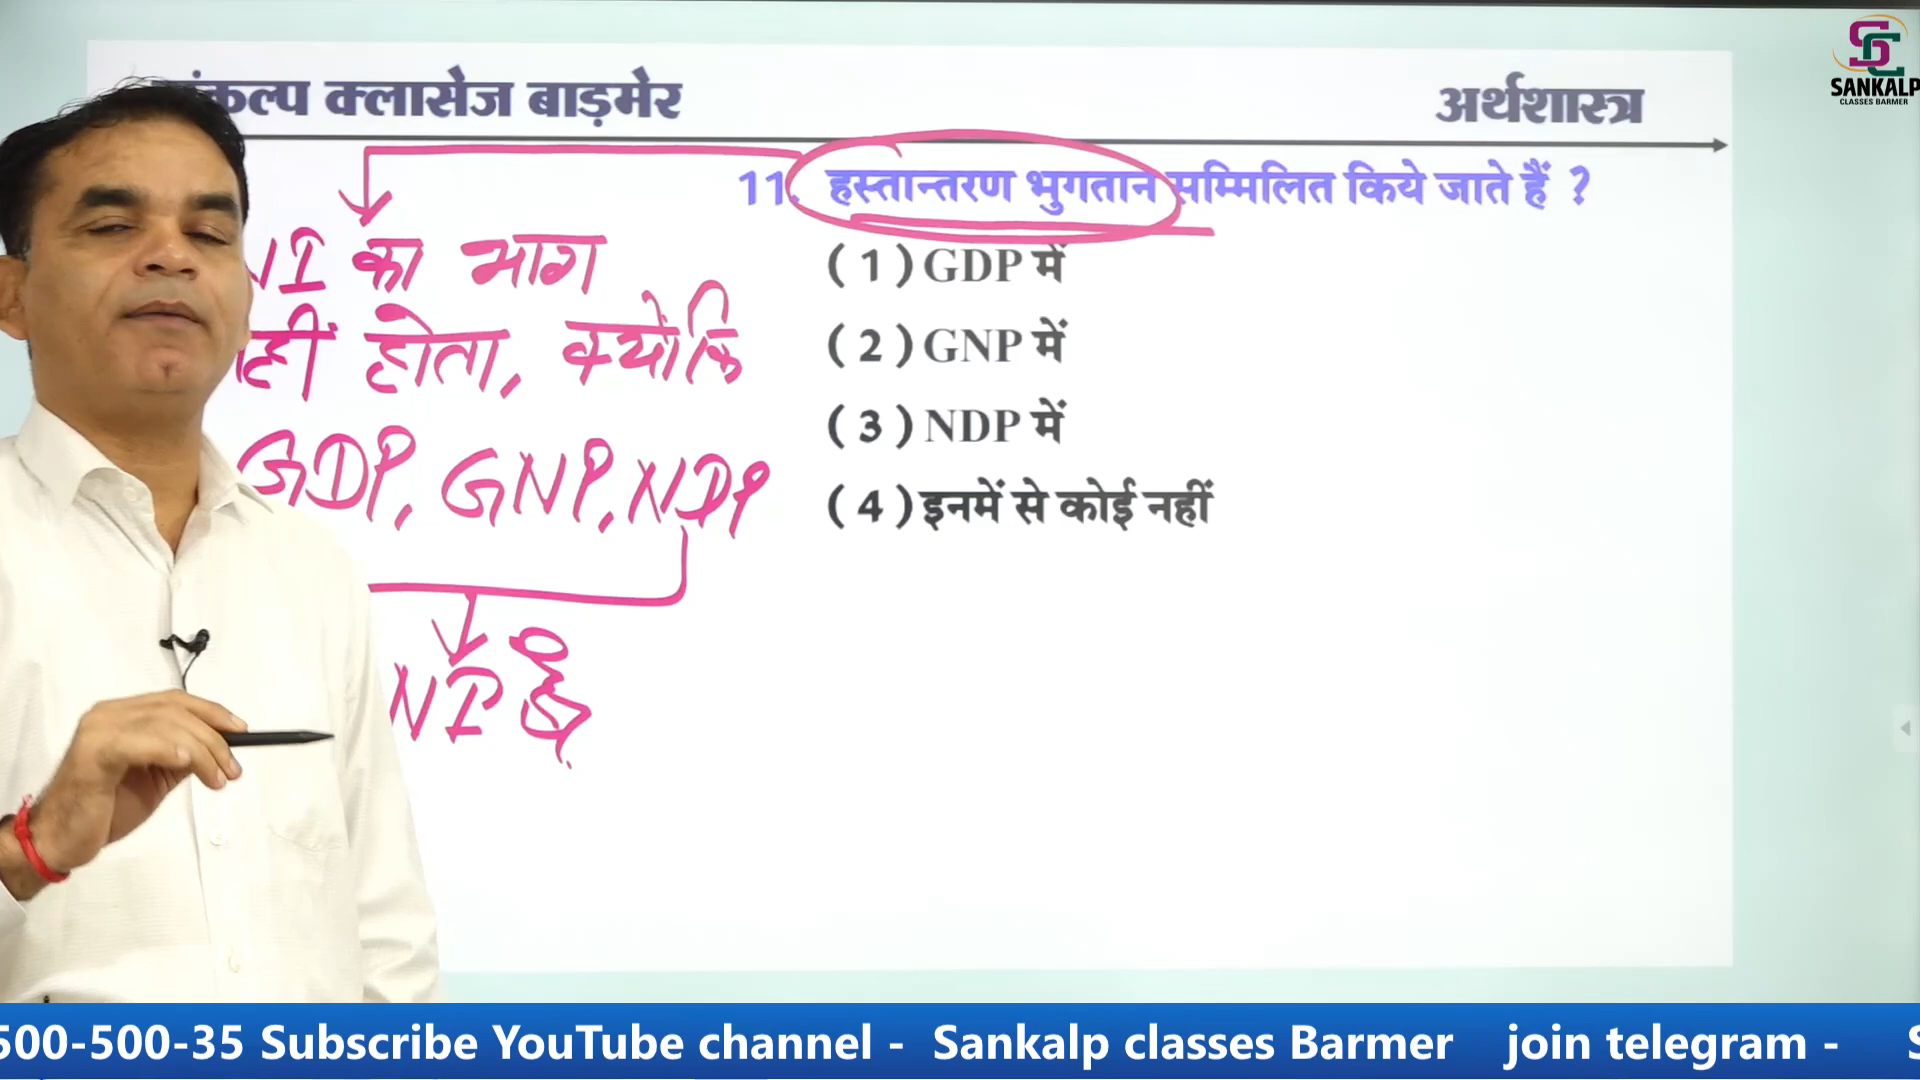 SANKALP
CLASSES BARMER
कल्प क्लासेज बाड़मेर
अर्थशास्त्र
11. हस्तान्तरण भुगतान सम्मिलित किये जाते हैं ?
( 1 ) GDP में
( 2 ) GNP में
( 3 ) NDP में
( 4 ) इनमें से कोई नहीं
का भाग
होता, क्योंकि
GDP, GNP, NDP
500-500-35 Subscribe YouTube channel - Sankalp classes Barmer join telegram - S